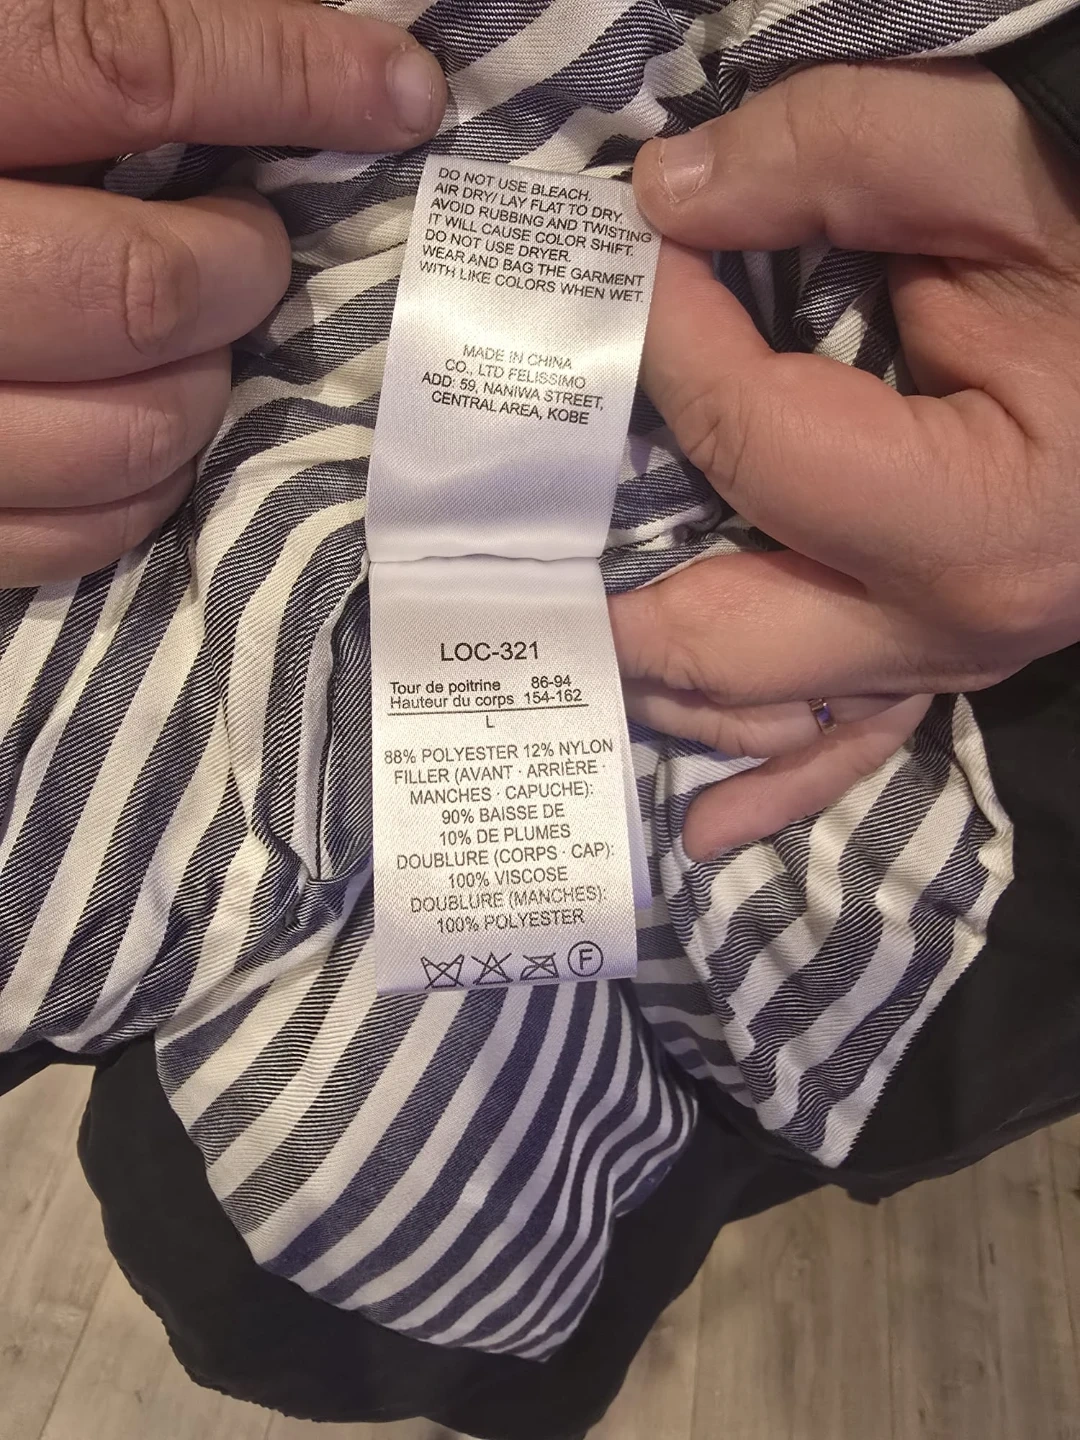 DO NOT USE BLEACH.
AIR DRY/ LAY FLAT TO DRY.
AVOID RUBBING AND TWISTING
IT WILL CAUSE COLOR SHIFT.
DO NOT USE DRYER.
WEAR AND BAG THE GARMENT
WITH LIKE COLORS WHEN WET.
MADE IN CHINA
CO., LTD FELISSIMO
ADD: 59, NANIWA STREET,
CENTRAL AREA, KOBE
LOC-321
Tour de poitrine 86-94
Hauteur du corps 154-162
L
88% POLYESTER 12% NYLON
FILLER (AVANT · ARRIÈRE ·
MANCHES · CAPUCHE):
90% BAISSE DE
10% DE PLUMES
DOUBLURE (CORPS · CAP):
100% VISCOSE
DOUBLURE (MANCHES):
100% POLYESTER
F